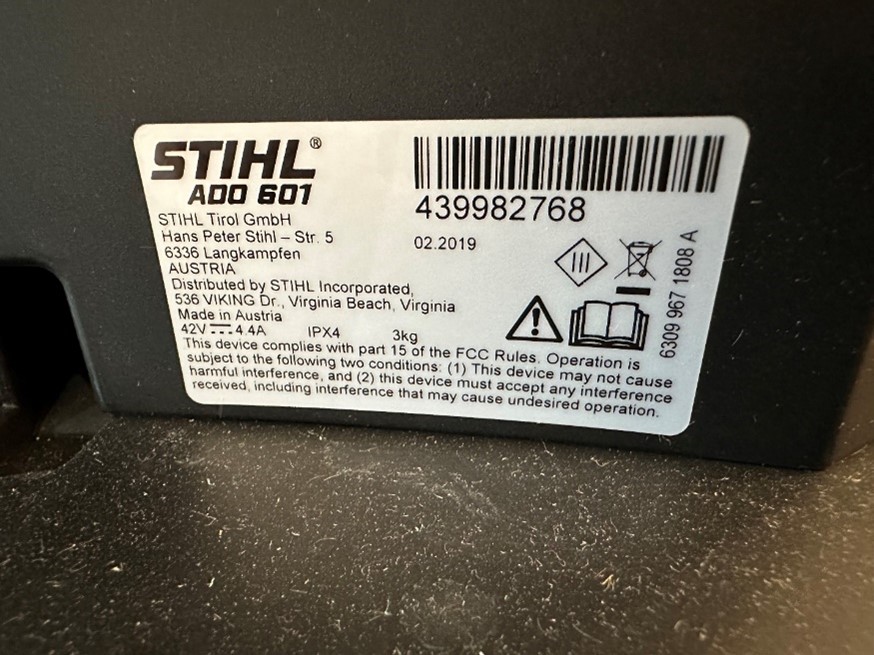 STIHL®
ADO 601
STIHL Tirol GmbH
Hans Peter Stihl – Str. 5
6336 Langkampfen
AUSTRIA
Distributed by STIHL Incorporated,
536 VIKING Dr., Virginia Beach, Virginia
Made in Austria
42V 4.4A IPX4 3kg
This device complies with part 15 of the FCC Rules. Operation is
subject to the following two conditions: (1) This device may not cause
harmful interference, and (2) this device must accept any interference
received, including interference that may cause undesired operation.
439982768
02.2019
III
6309 967 1808 A